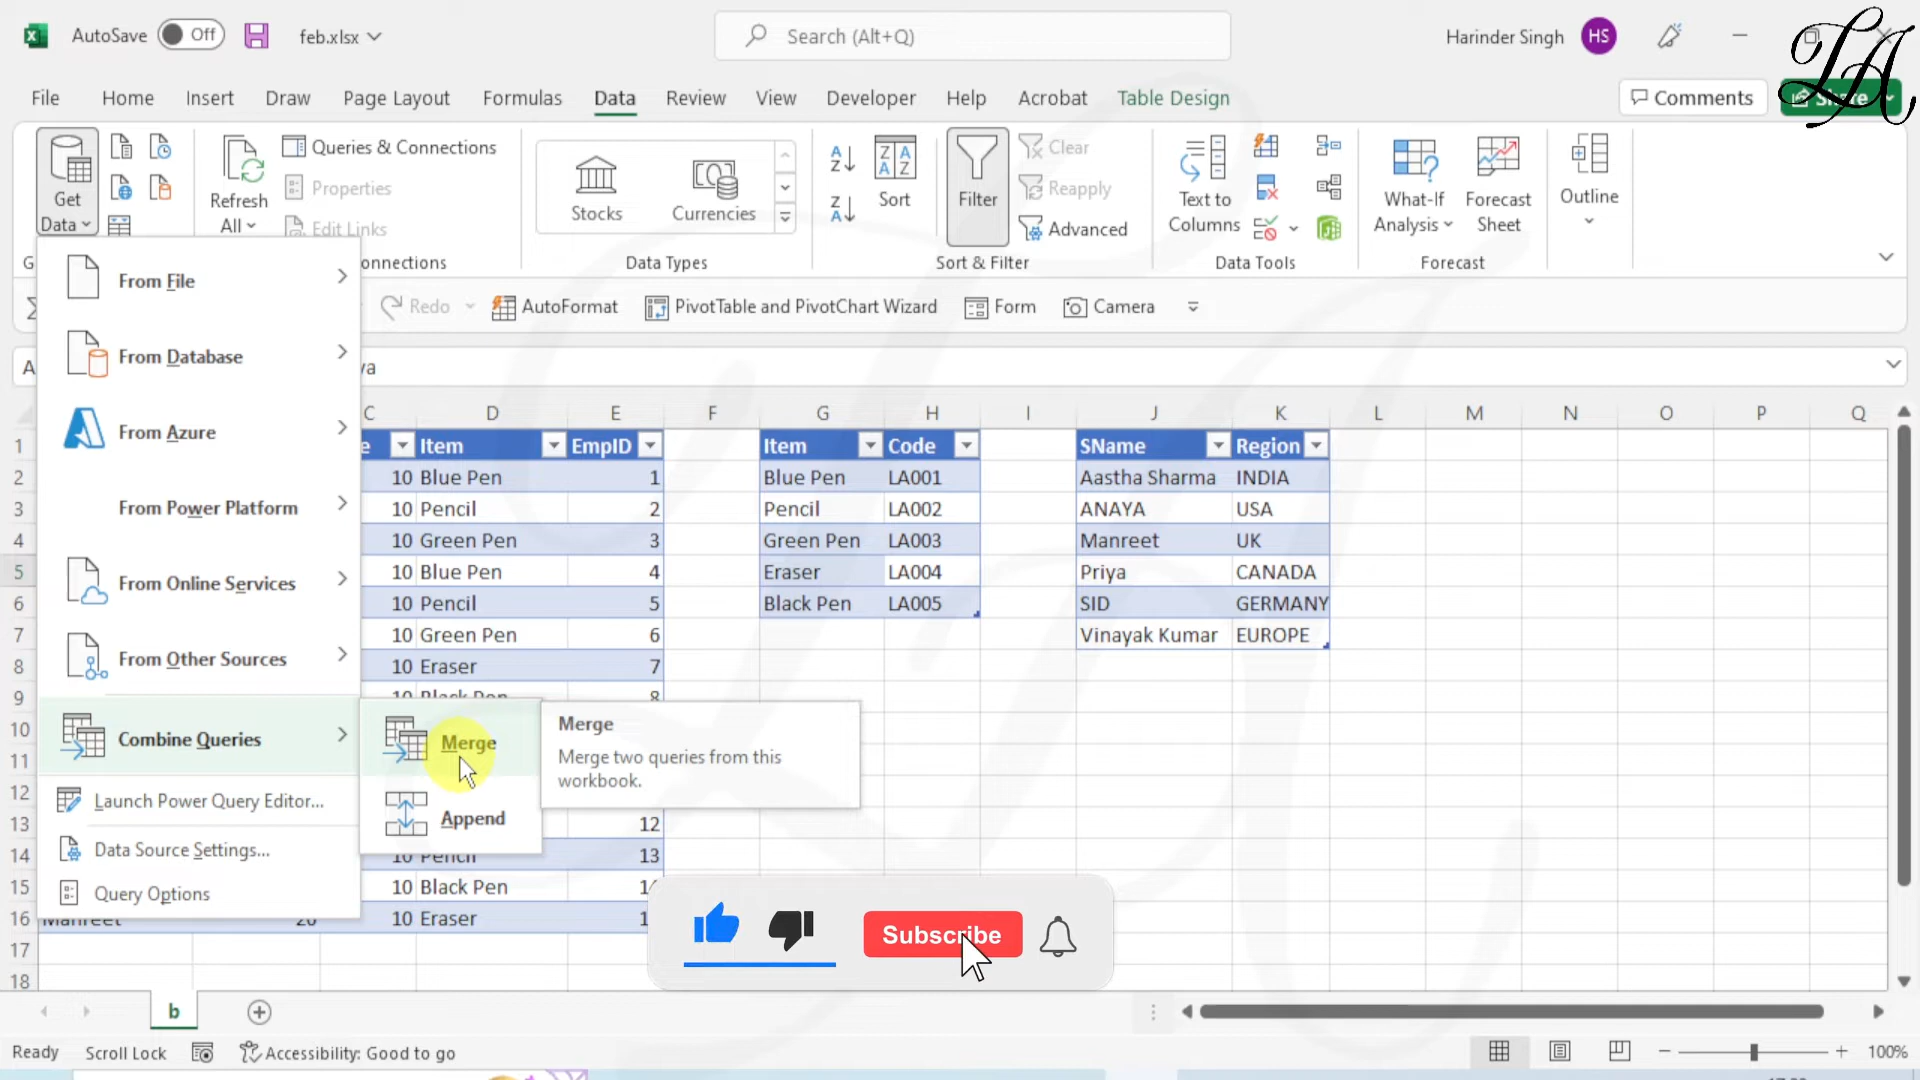 AutoSave Off feb.xlsx Search (Alt+Q) Harinder Singh HS LA
File Home Insert Draw Page Layout Formulas Data Review View Developer Help Acrobat Table Design Comments Share
Get Data
Refresh All
Queries & Connections
Properties
Edit Links
onnections
Stocks Currencies
Data Types
Sort
Filter
Clear
Reapply
Advanced
Sort & Filter
Text to Columns
Data Tools
What-If Analysis
Forecast Sheet
Forecast
Outline
Redo AutoFormat PivotTable and PivotChart Wizard Form Camera
From File
From Database
From Azure
From Power Platform
From Online Services
From Other Sources
Combine Queries
Launch Power Query Editor...
Data Source Settings...
Query Options
Merge
Append
Merge
Merge two queries from this
workbook.
C D E F G H I J K L M N O P Q
1 e Item EmpID Item Code SName Region
2 10 Blue Pen 1 Blue Pen LA001 Aastha Sharma INDIA
3 10 Pencil 2 Pencil LA002 ANAYA USA
4 10 Green Pen 3 Green Pen LA003 Manreet UK
5 10 Blue Pen 4 Eraser LA004 Priya CANADA
6 10 Pencil 5 Black Pen LA005 SID GERMANY
7 10 Green Pen 6 Vinayak Kumar EUROPE
8 10 Eraser 7
9 10 Black Pen 8
10
11
12
13 12
14 10 Pencil 13
15 10 Black Pen 14
16 Manreet 20 10 Eraser
17
18
Subscribe
b
Ready Scroll Lock Accessibility: Good to go 100%